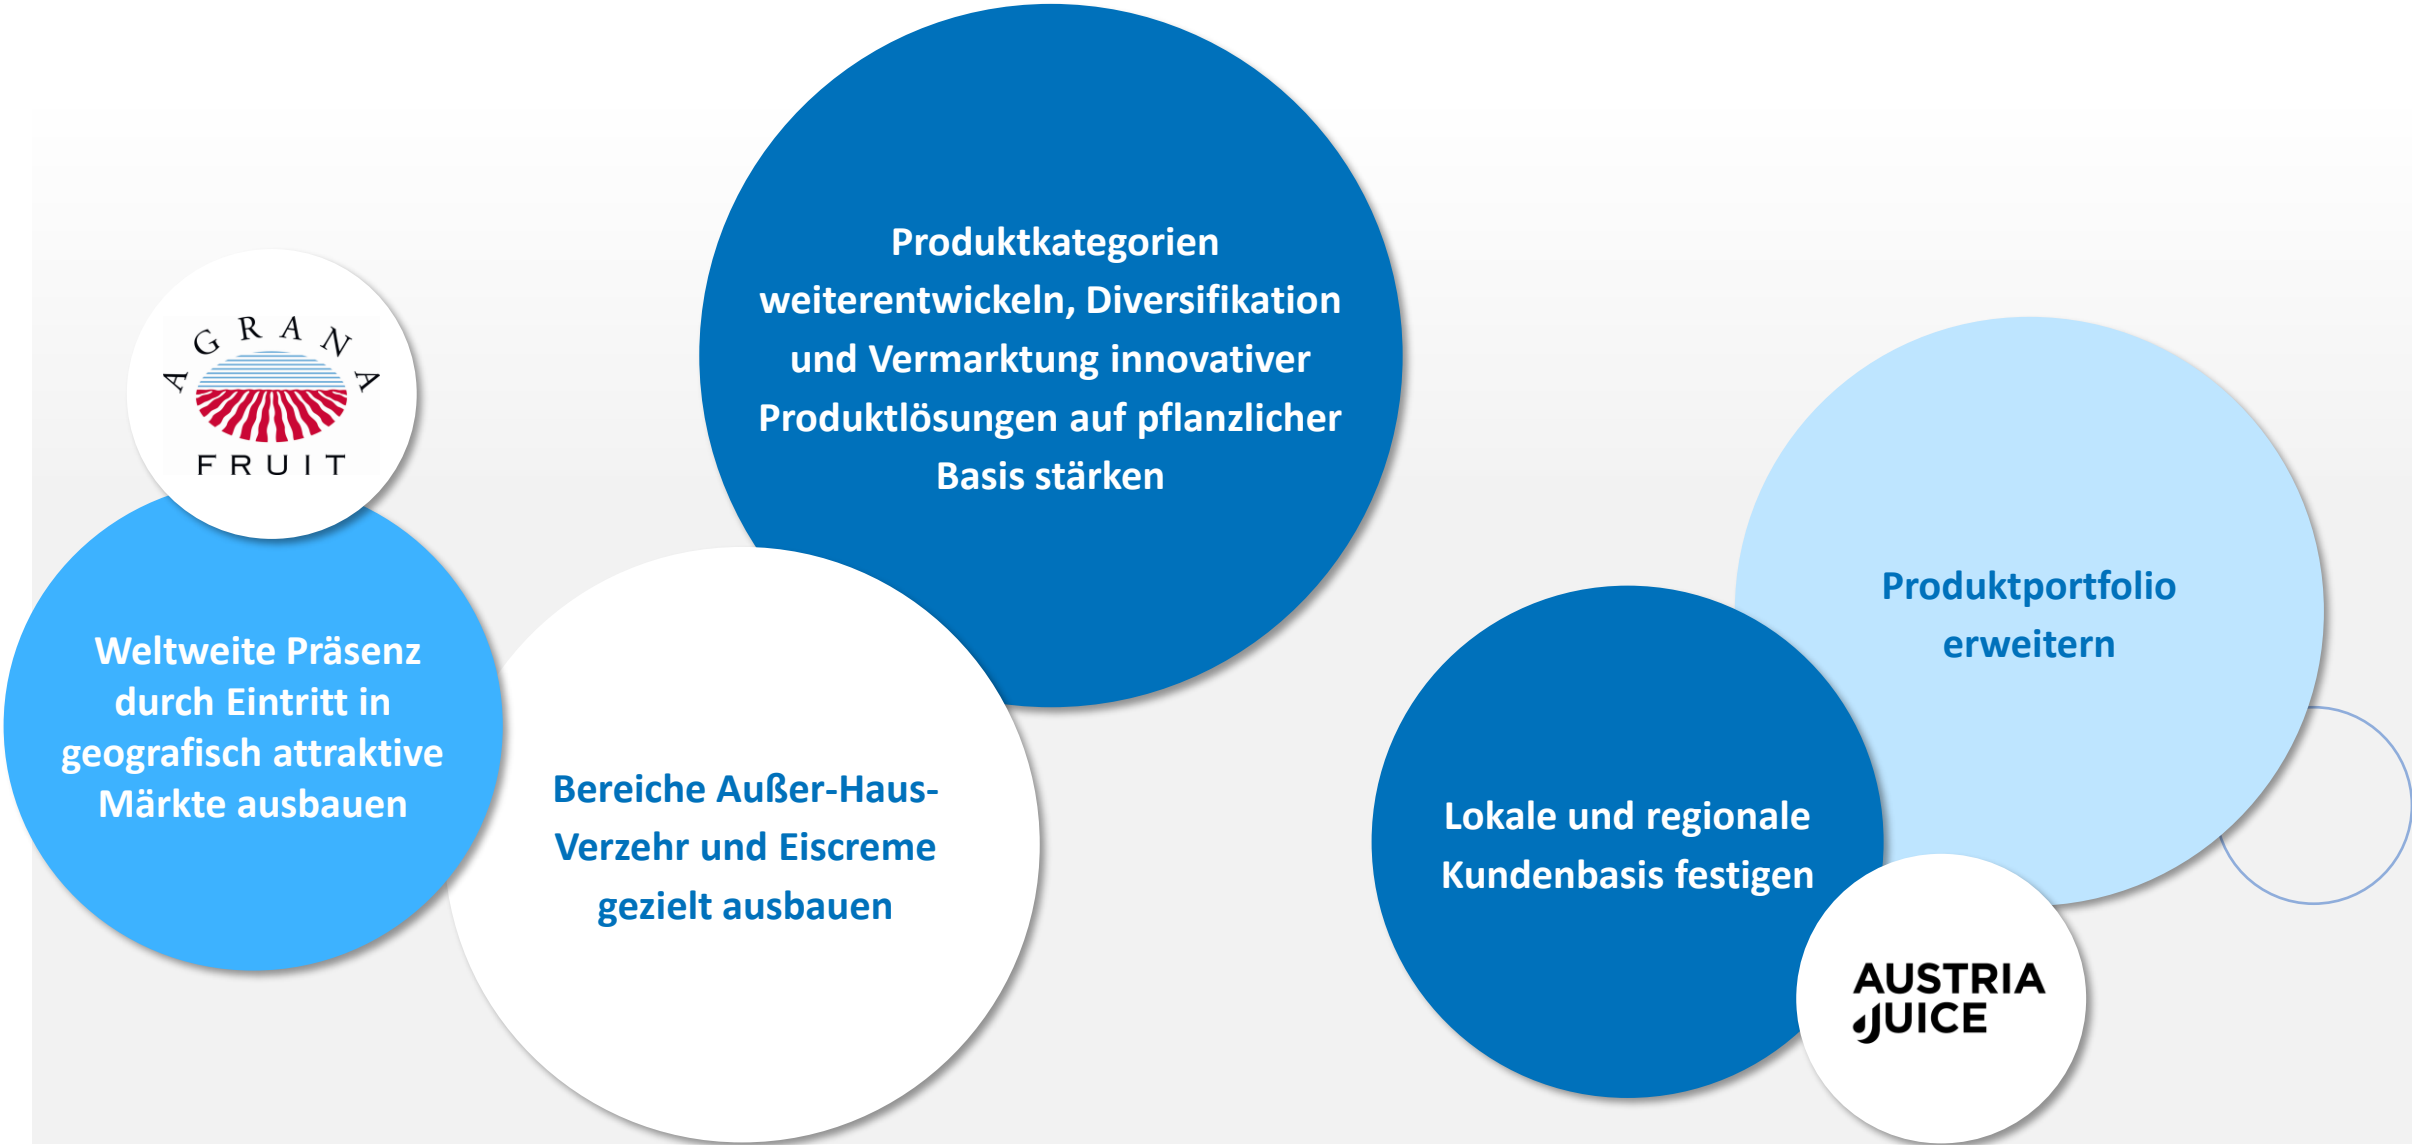 AGRANA
FRUIT
Weltweite Präsenz
durch Eintritt in
geografisch attraktive
Märkte ausbauen
Produktkategorien
weiterentwickeln, Diversifikation
und Vermarktung innovativer
Produktlösungen auf pflanzlicher
Basis stärken
Bereiche Außer-Haus-
Verzehr und Eiscreme
gezielt ausbauen
Lokale und regionale
Kundenbasis festigen
Produktportfolio
erweitern
AUSTRIA
JUICE